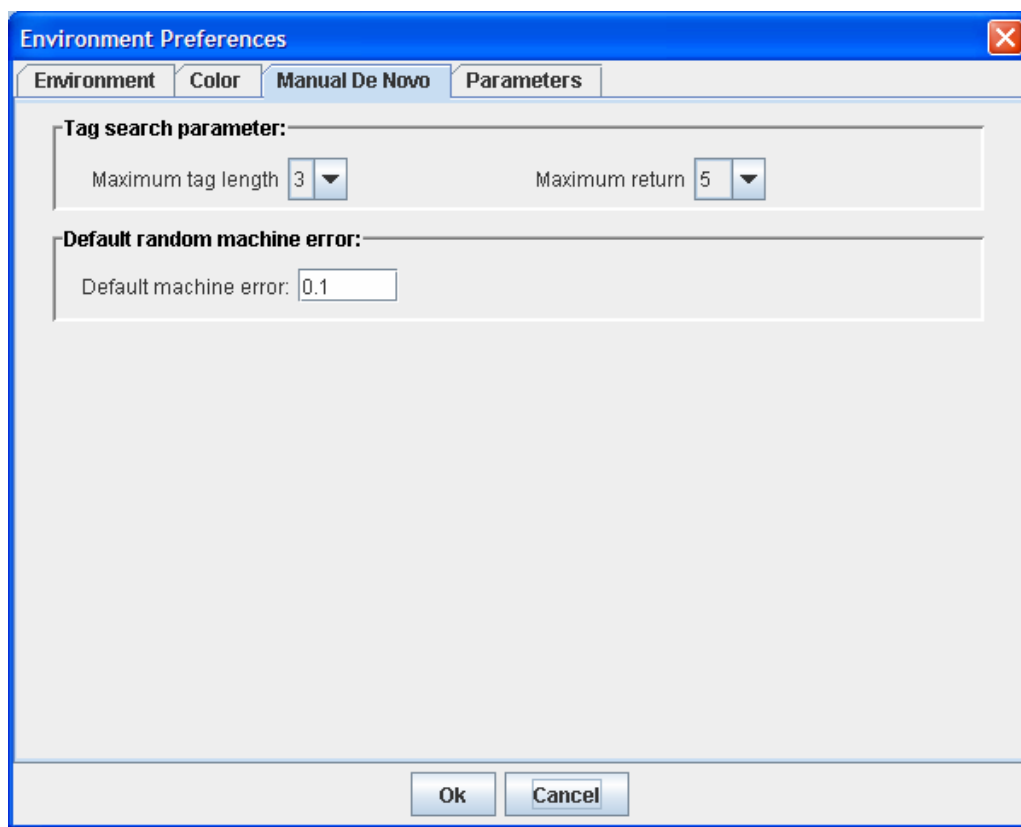 Environment Preferences
Environment Color Manual De Novo Parameters
Tag search parameter:
Maximum tag length 3 Maximum return 5
Default random machine error:
Default machine error: 0.1
Ok Cancel